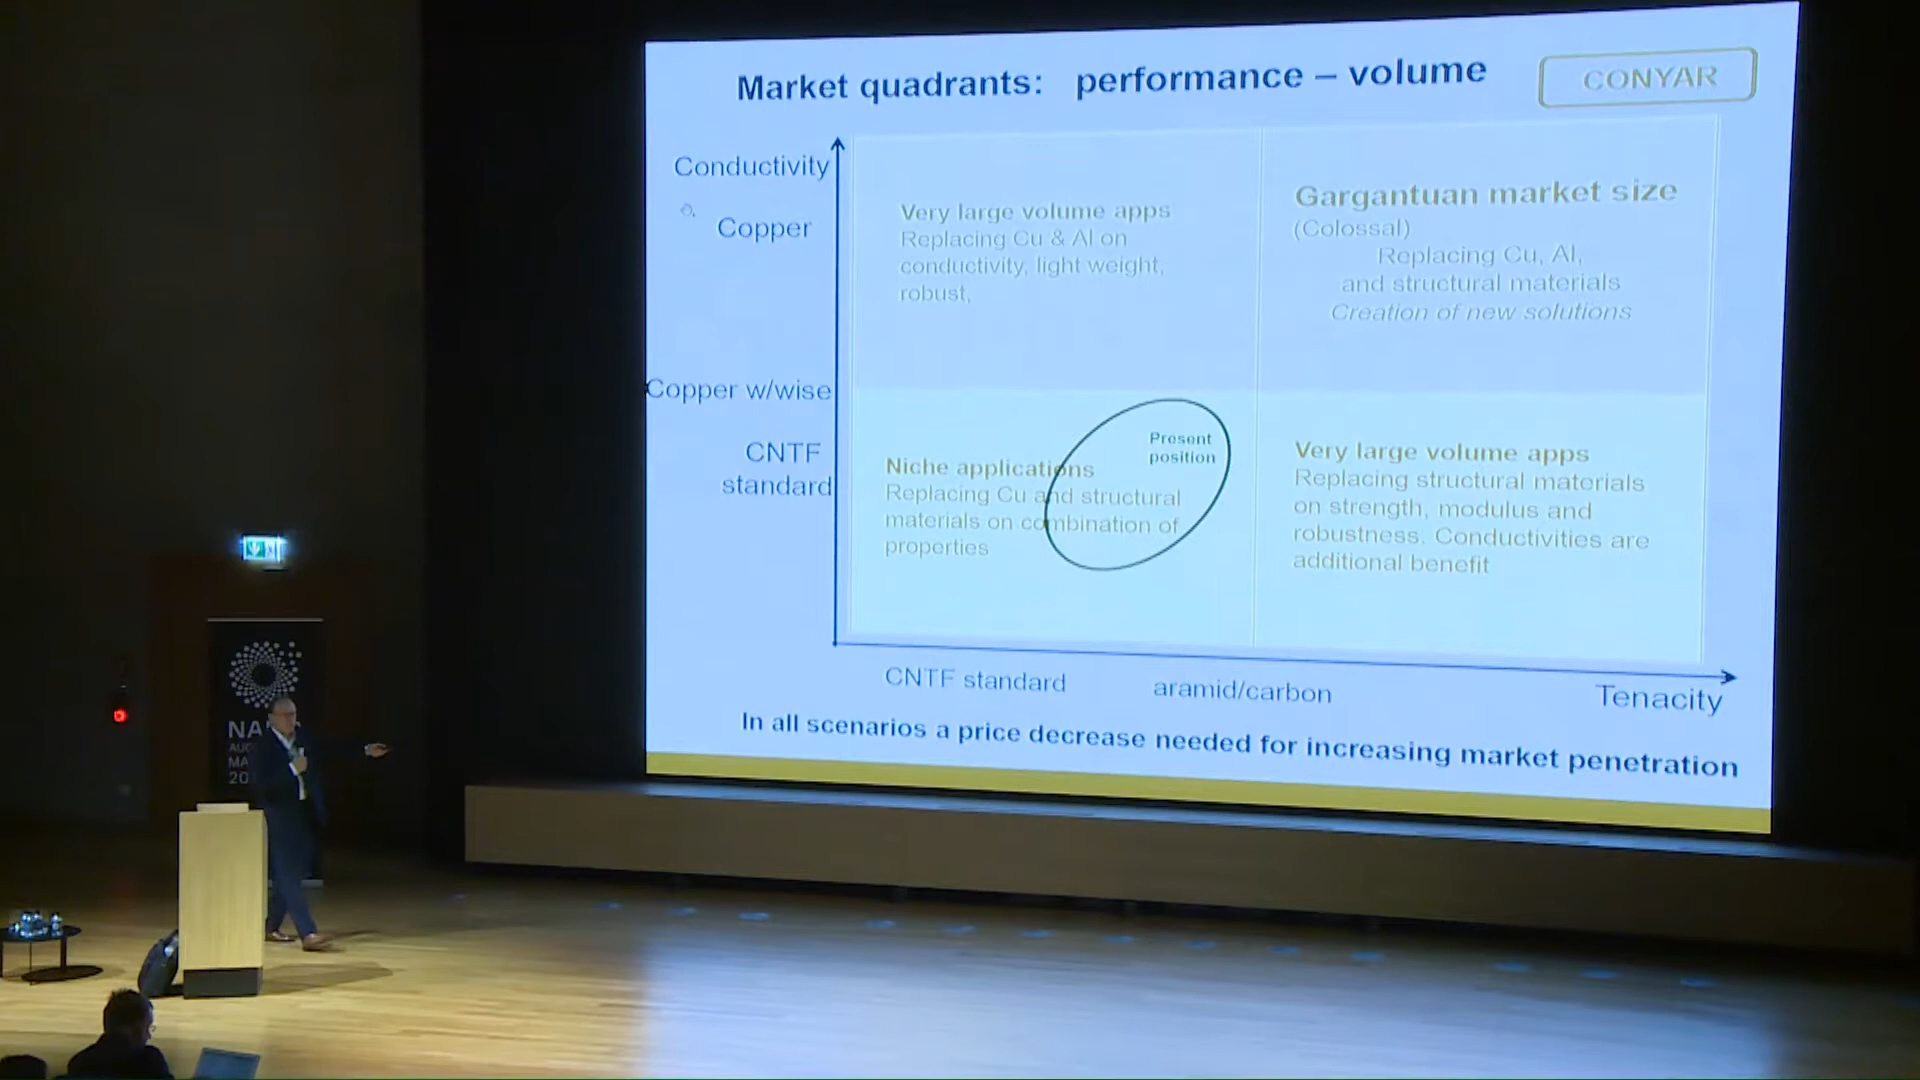 Market quadrants: performance – volume
CONYAR
Conductivity
Copper
Copper w/wise
CNTF
standard
Very large volume apps
Replacing Cu & Al on
conductivity, light weight,
robust,
Gargantuan market size
(Colossal)
Replacing Cu, Al,
and structural materials
Creation of new solutions
Present
position
Niche applications
Replacing Cu and structural
materials on combination of
properties
Very large volume apps
Replacing structural materials
on strength, modulus and
robustness. Conductivities are
additional benefit
CNTF standard
aramid/carbon
Tenacity
In all scenarios a price decrease needed for increasing market penetration